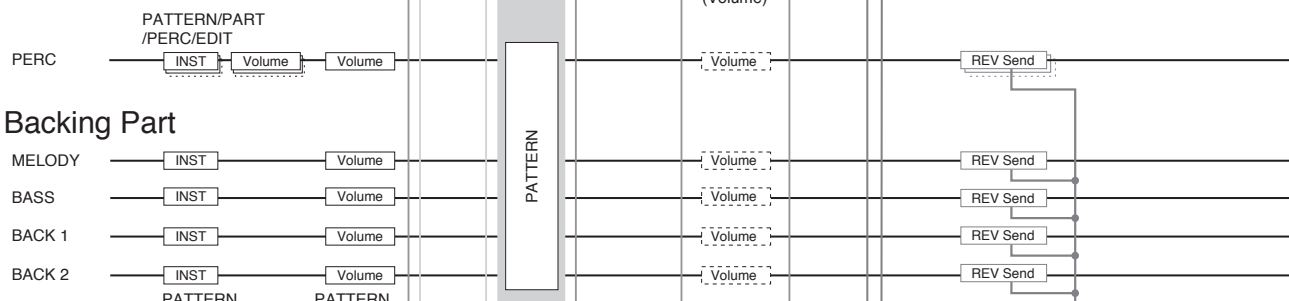 (Volume)
PATTERN/PART
/PERC/EDIT
PERC INST Volume Volume Volume REV Send
Backing Part
PATTERN
MELODY INST Volume Volume REV Send
BASS INST Volume Volume REV Send
BACK 1 INST Volume Volume REV Send
BACK 2 INST Volume Volume REV Send
PATTERN PATTERN